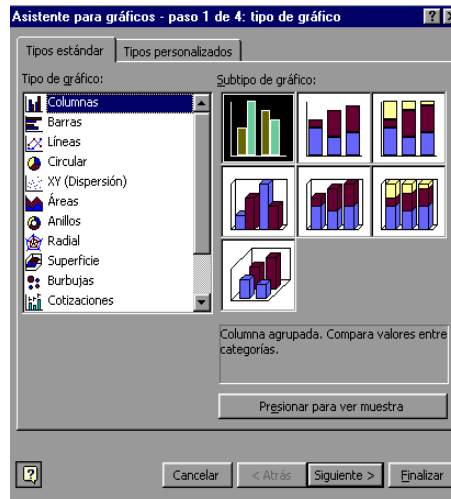 Asistente para gráficos - paso 1 de 4: tipo de gráfico
Tipos estándar
Tipos personalizados
Tipo de gráfico:
Subtipo de gráfico:
Columnas
Barras
Líneas
Circular
XY (Dispersión)
Áreas
Anillos
Radial
Superficie
Burbujas
Cotizaciones
Columna agrupada. Compara valores entre
categorías.
Presionar para ver muestra
Cancelar
< Atrás
Siguiente >
Finalizar